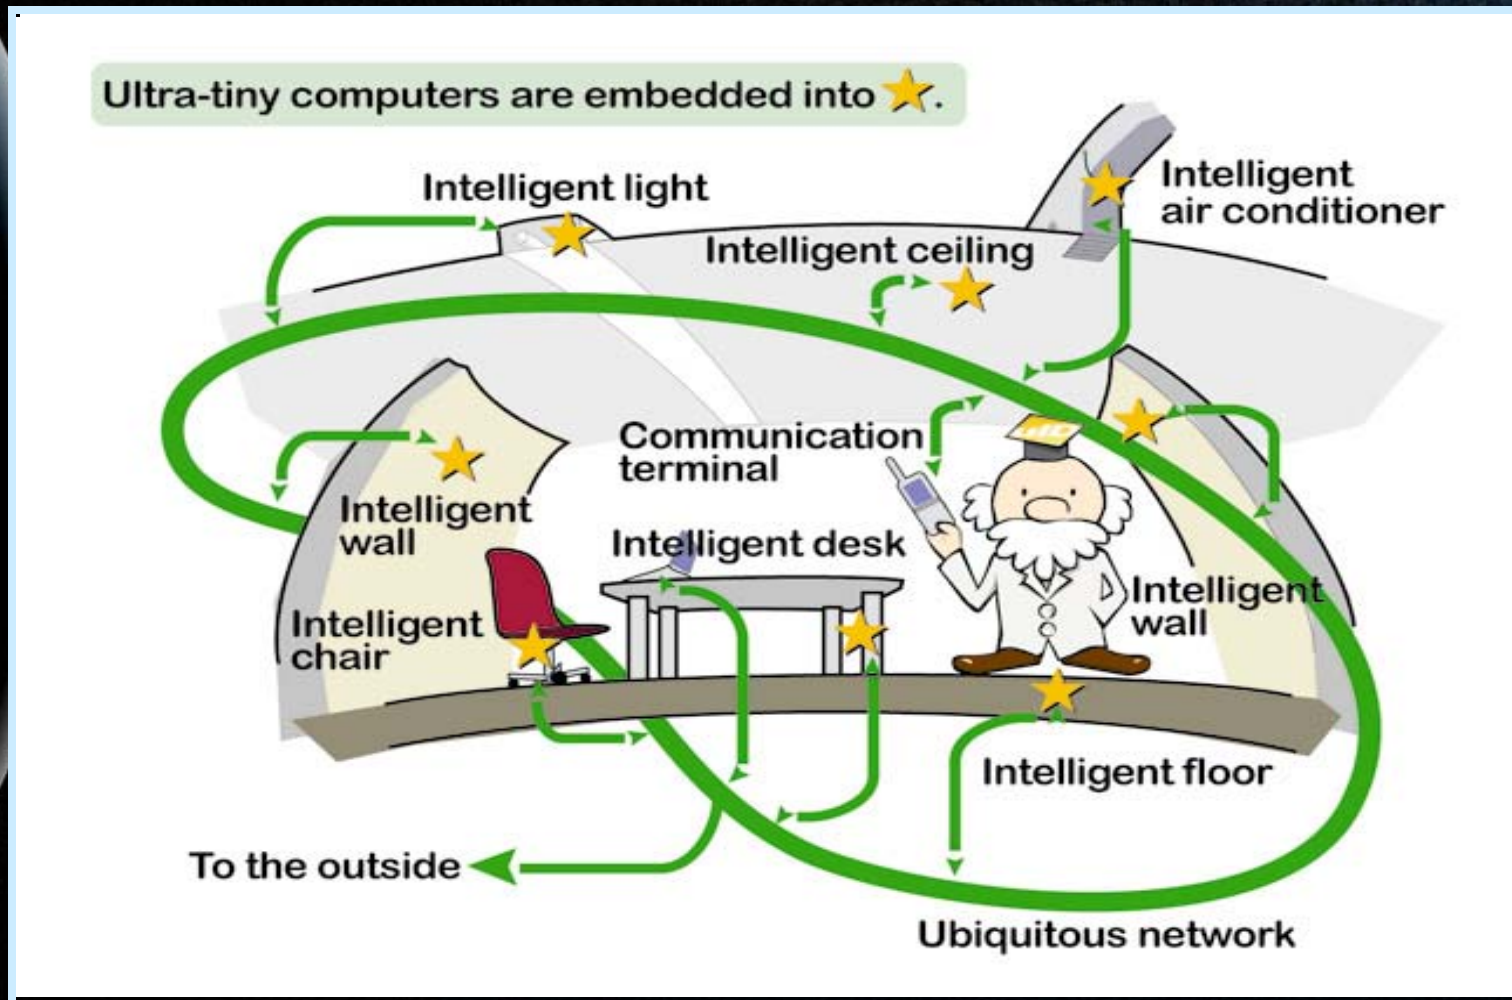 Ultra-tiny computers are embedded into ★.
Intelligent light
Intelligent
air conditioner
Intelligent ceiling
Communication
terminal
Intelligent
wall
Intelligent desk
Intelligent
wall
Intelligent
chair
Intelligent floor
To the outside
Ubiquitous network